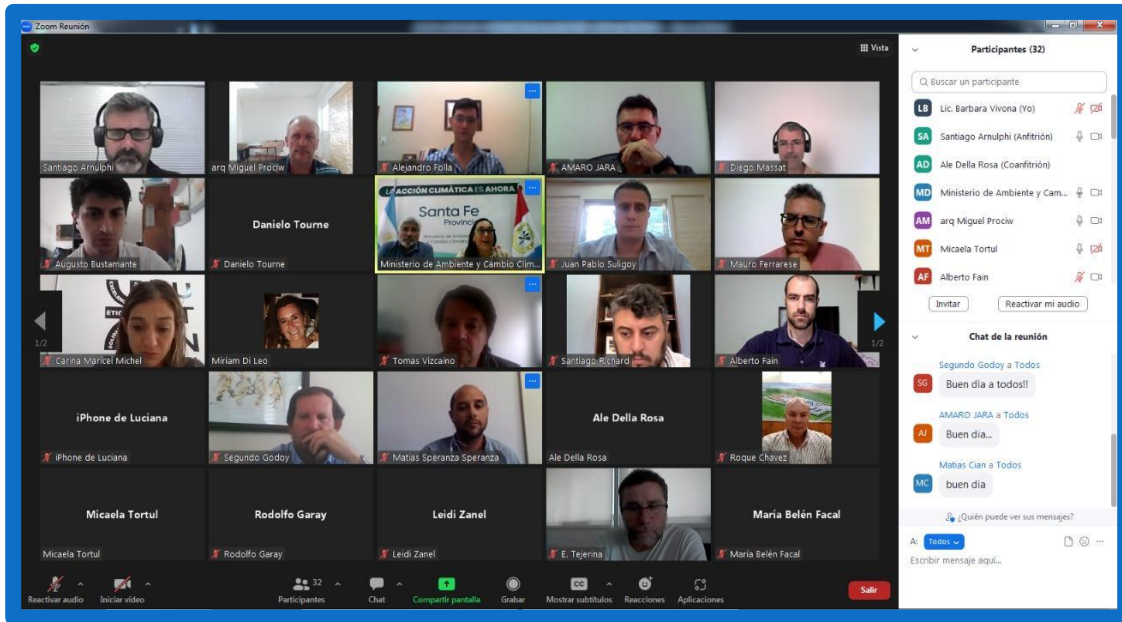 Zoom Reunión
Vista
Santiago Arnulphi
arq Miguel Prociw
Alejandro Folla
AMARO JARA
Diego Massat
Augusto Bustamante
Danielo Tourne
Danielo Tourne
LA ACCIÓN CLIMÁTICA ES AHORA
Santa Fe
Provincia
Ministerio de Ambiente y Cambio Clim...
Juan Pablo Suligoy
Mauro Ferrarese
1/2
Carina Maricel Michel
Miriam Di Leo
Tomas Vizcaino
Santiago Richard
Alberto Fain
1/2
iPhone de Luciana
iPhone de Luciana
Segundo Godoy
Matias Speranza Speranza
Ale Della Rosa
Ale Della Rosa
Roque Chavez
Micaela Tortul
Micaela Tortul
Rodolfo Garay
Rodolfo Garay
Leidi Zanel
Leidi Zanel
E. Tejerina
María Belén Facal
María Belén Facal
Reactivar audio
Iniciar vídeo
32
Participantes
Chat
Compartir pantalla
Grabar
CC
Mostrar subtítulos
Reacciones
Aplicaciones
Salir
Participantes (32)
Buscar un participante
LB Lic. Barbara Vivona (Yo)
SA Santiago Arnulphi (Anfitrión)
AD Ale Della Rosa (Coanfitrión)
MD Ministerio de Ambiente y Cam...
AM arq Miguel Prociw
MT Micaela Tortul
AF Alberto Fain
Invitar
Reactivar mi audio
Chat de la reunión
Segundo Godoy a Todos
SG Buen dia a todos!!
AMARO JARA a Todos
AJ Buen dia...
Matias Cian a Todos
MC buen dia
¿Quién puede ver sus mensajes?
A: Todos
Escribir mensaje aquí...